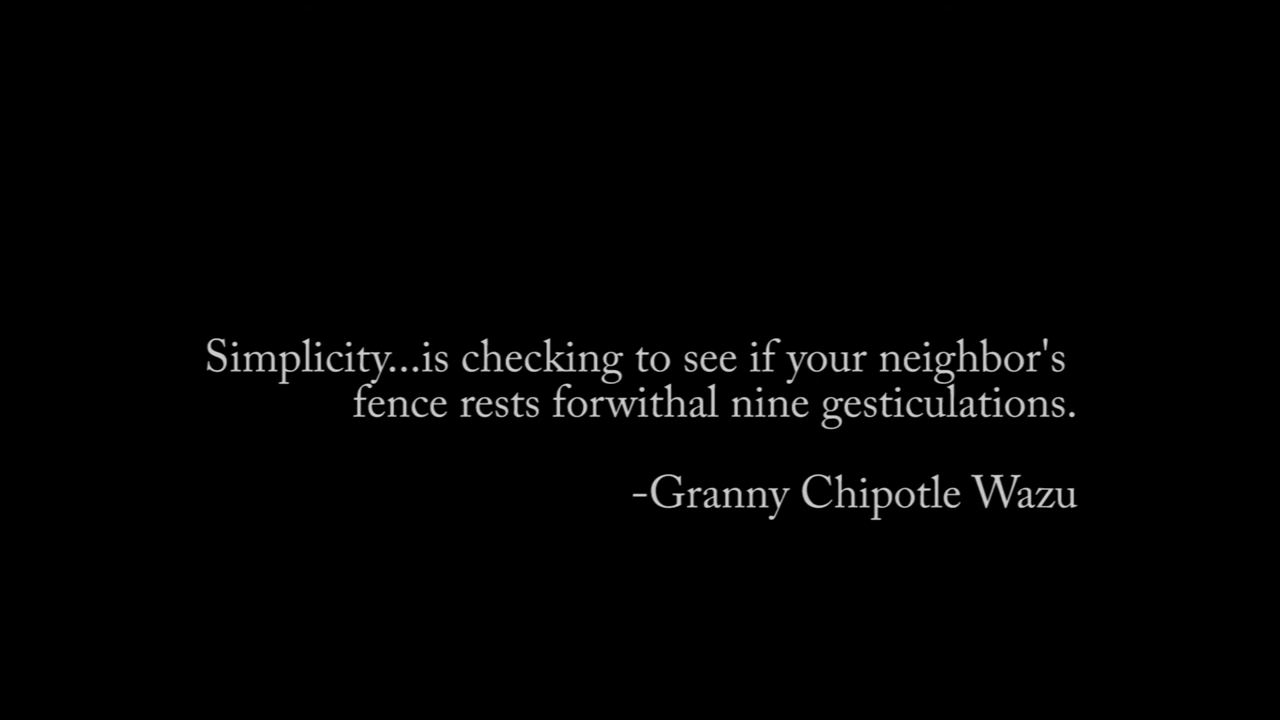 Simplicity...is checking to see if your neighbor's
fence rests forwithal nine gesticulations.
-Granny Chipotle Wazu